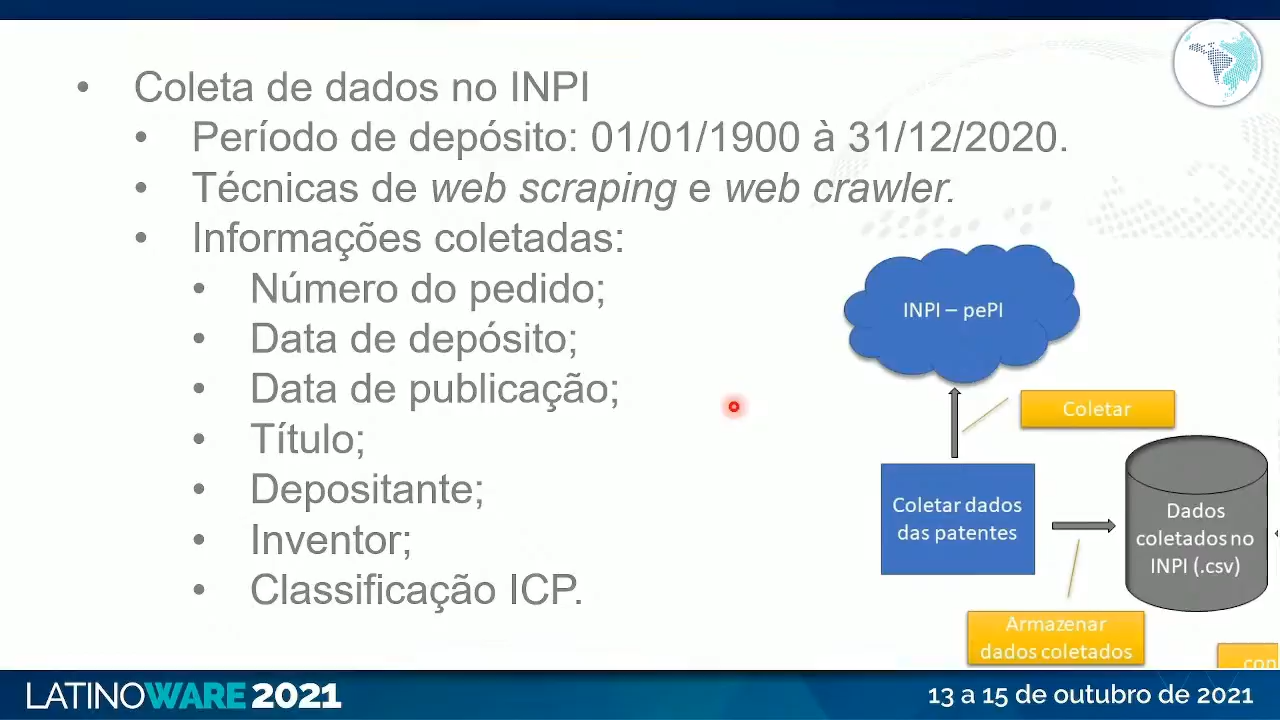 Coleta de dados no INPI
Período de depósito: 01/01/1900 à 31/12/2020.
Técnicas de web scraping e web crawler.
Informações coletadas:
Número do pedido;
Data de depósito;
Data de publicação;
Título;
Depositante;
Inventor;
Classificação ICP.
INPI – pePI
Coletar
Coletar dados
das patentes
Dados
coletados no
INPI (.csv)
Armazenar
dados coletados
LATINOWARE 2021
13 a 15 de outubro de 2021